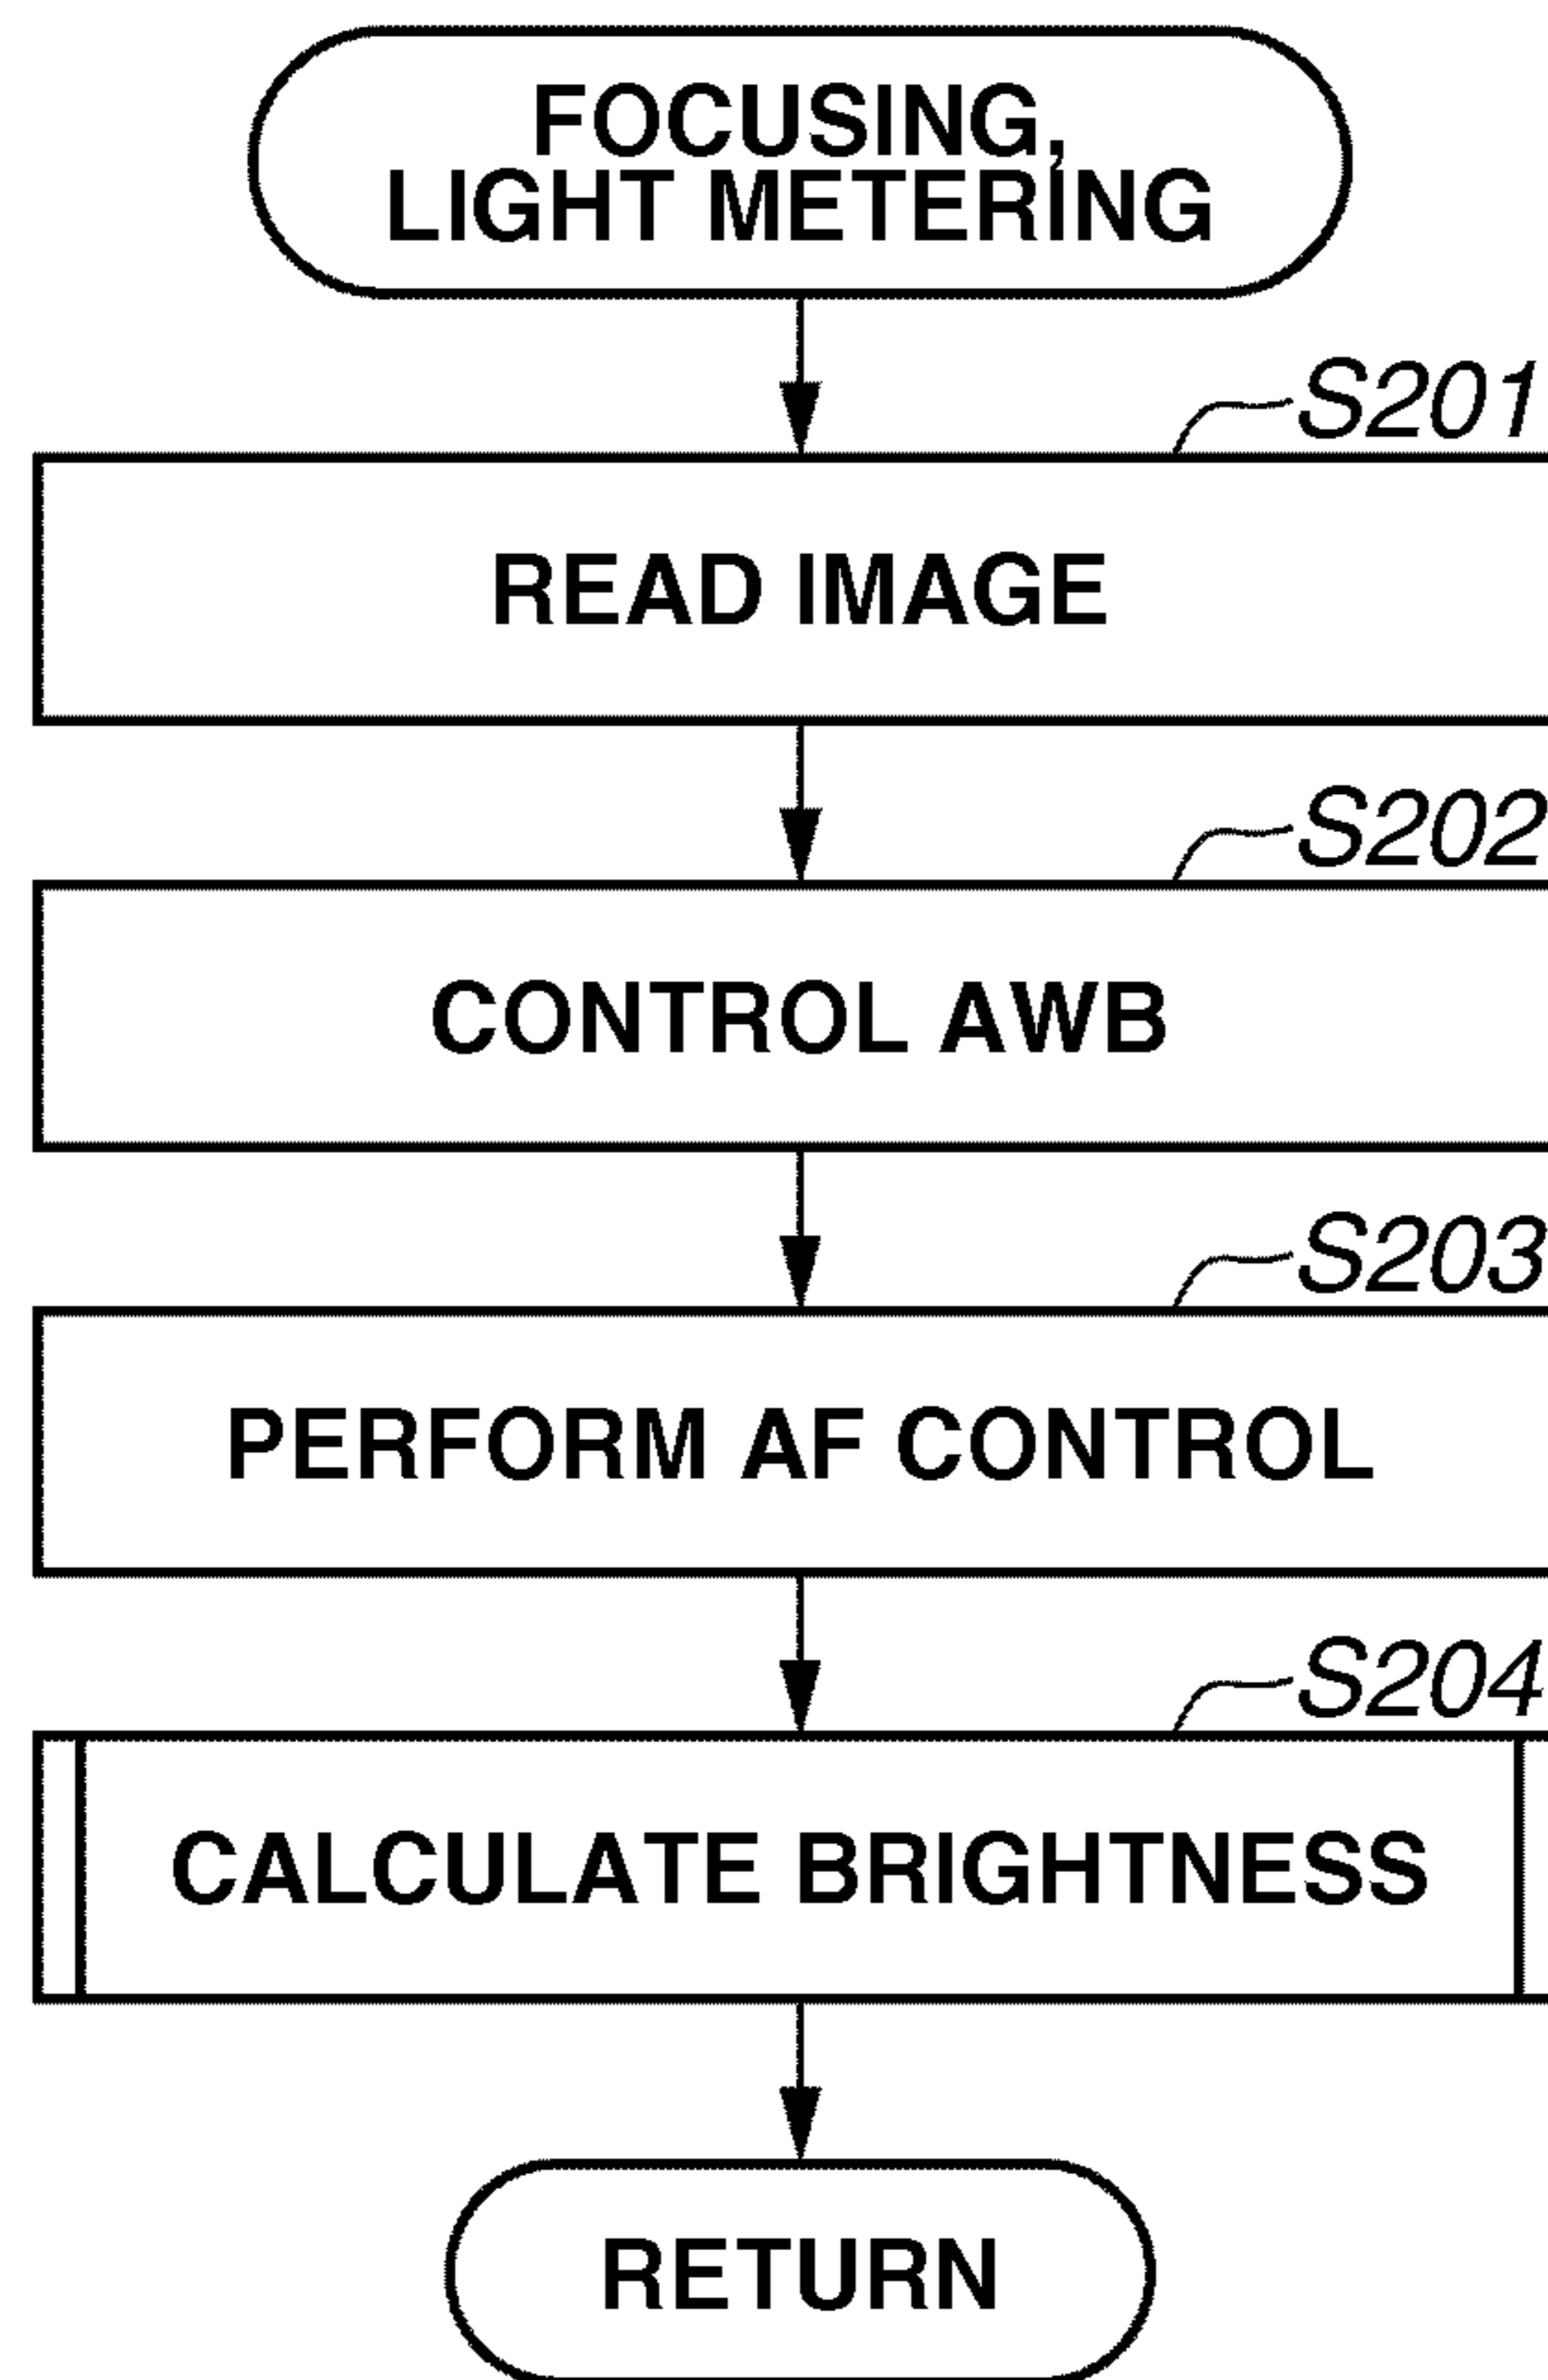 FOCUSING,
LIGHT METERING
S201
READ IMAGE
S202
CONTROL AWB
S203
PERFORM AF CONTROL
S204
CALCULATE BRIGHTNESS
RETURN